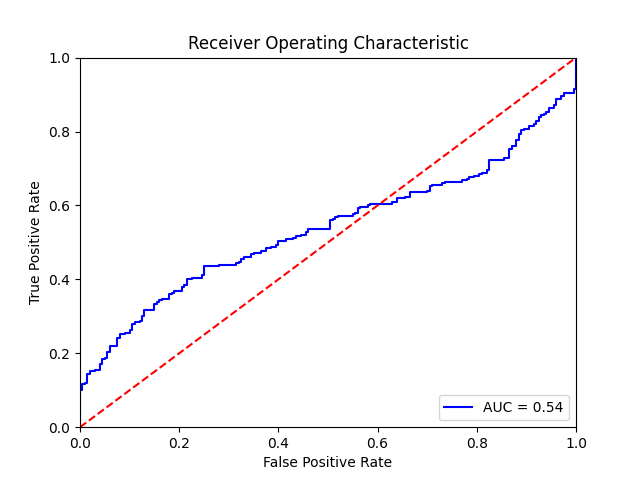 Receiver Operating Characteristic
True Positive Rate
1.0
0.8
0.6
0.4
0.2
0.0
AUC = 0.54
0.0 0.2 0.4 0.6 0.8 1.0
False Positive Rate